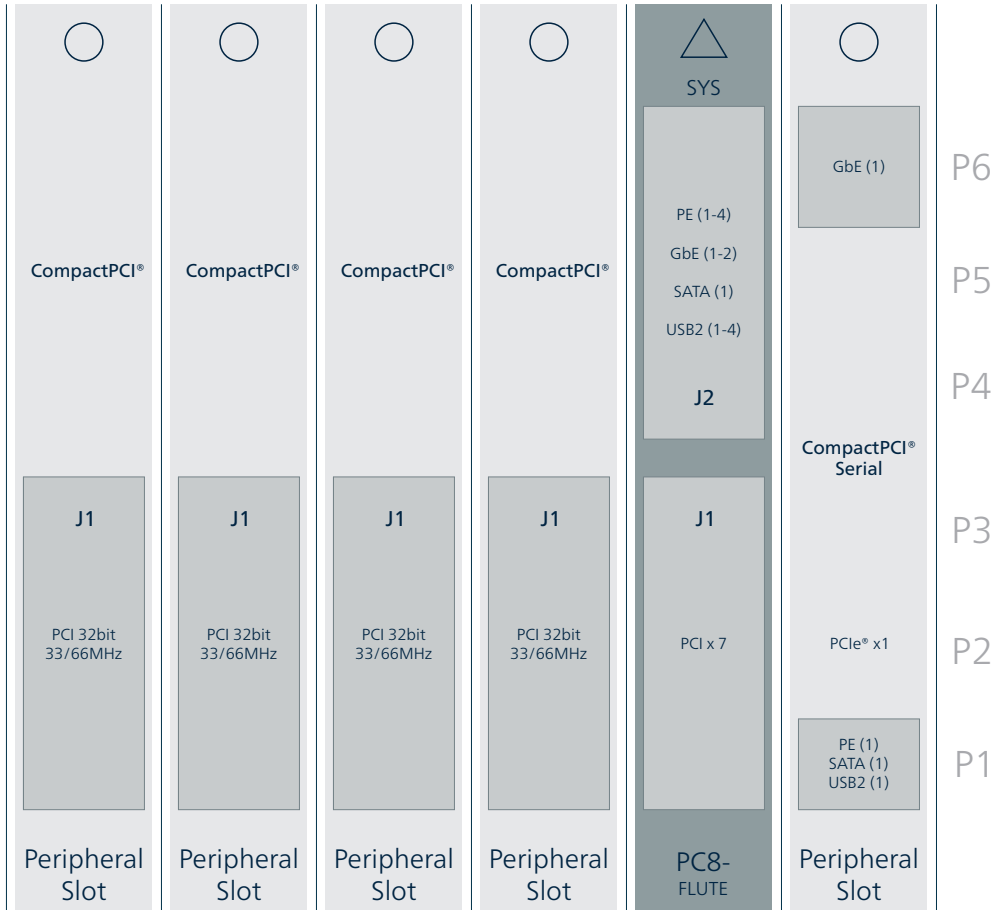 CompactPCI®
J1
PCI 32bit
33/66MHz
Peripheral
Slot
CompactPCI®
J1
PCI 32bit
33/66MHz
Peripheral
Slot
CompactPCI®
J1
PCI 32bit
33/66MHz
Peripheral
Slot
CompactPCI®
J1
PCI 32bit
33/66MHz
Peripheral
Slot
SYS
PE (1-4)
GbE (1-2)
SATA (1)
USB2 (1-4)
J2
J1
PCI x 7
PC8-
FLUTE
GbE (1)
CompactPCI®
Serial
PCIe® x1
PE (1)
SATA (1)
USB2 (1)
Peripheral
Slot
P6
P5
P4
P3
P2
P1